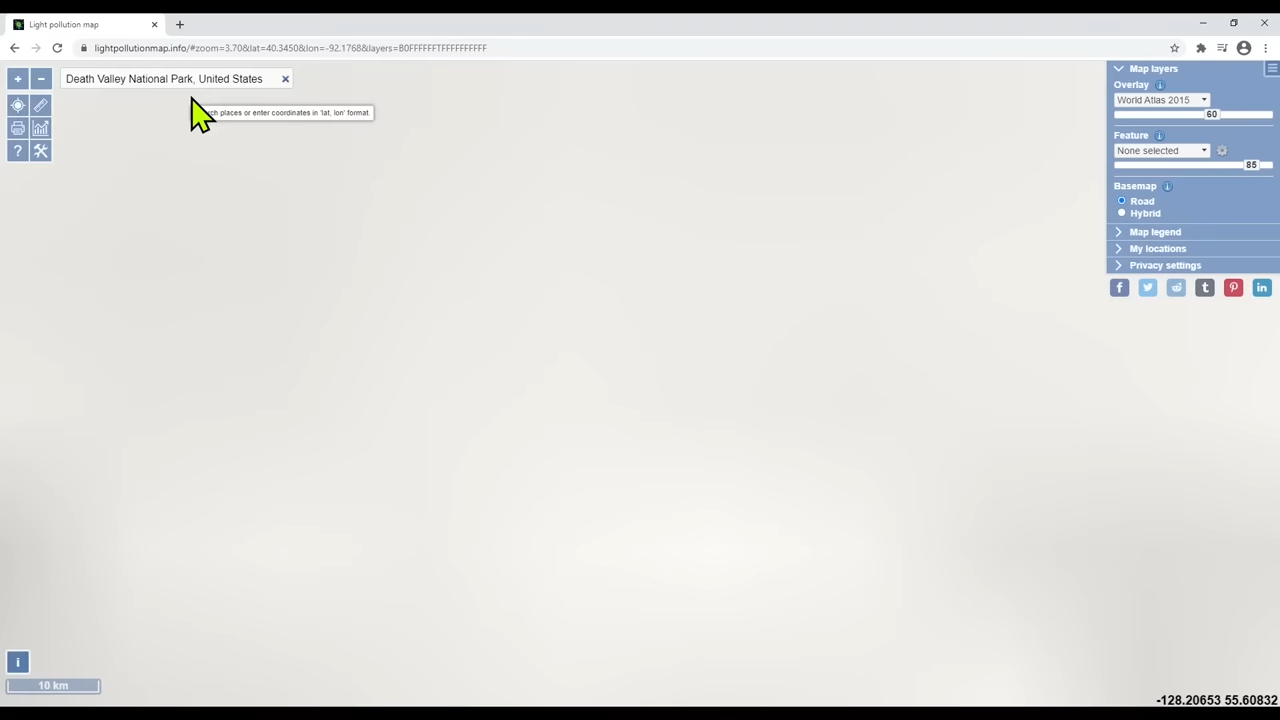 Light pollution map
lightpollutionmap.info/#zoom=3.70&lat=40.3450&lon=-92.1768&layers=B0FFFFFFTFFFFFFFFFF
Death Valley National Park, United States
places or enter coordinates in 'lat, lon' format.
Map layers
Overlay
World Atlas 2015
60
Feature
None selected
85
Basemap
Road
Hybrid
Map legend
My locations
Privacy settings
10 km
-128.20653 55.60832